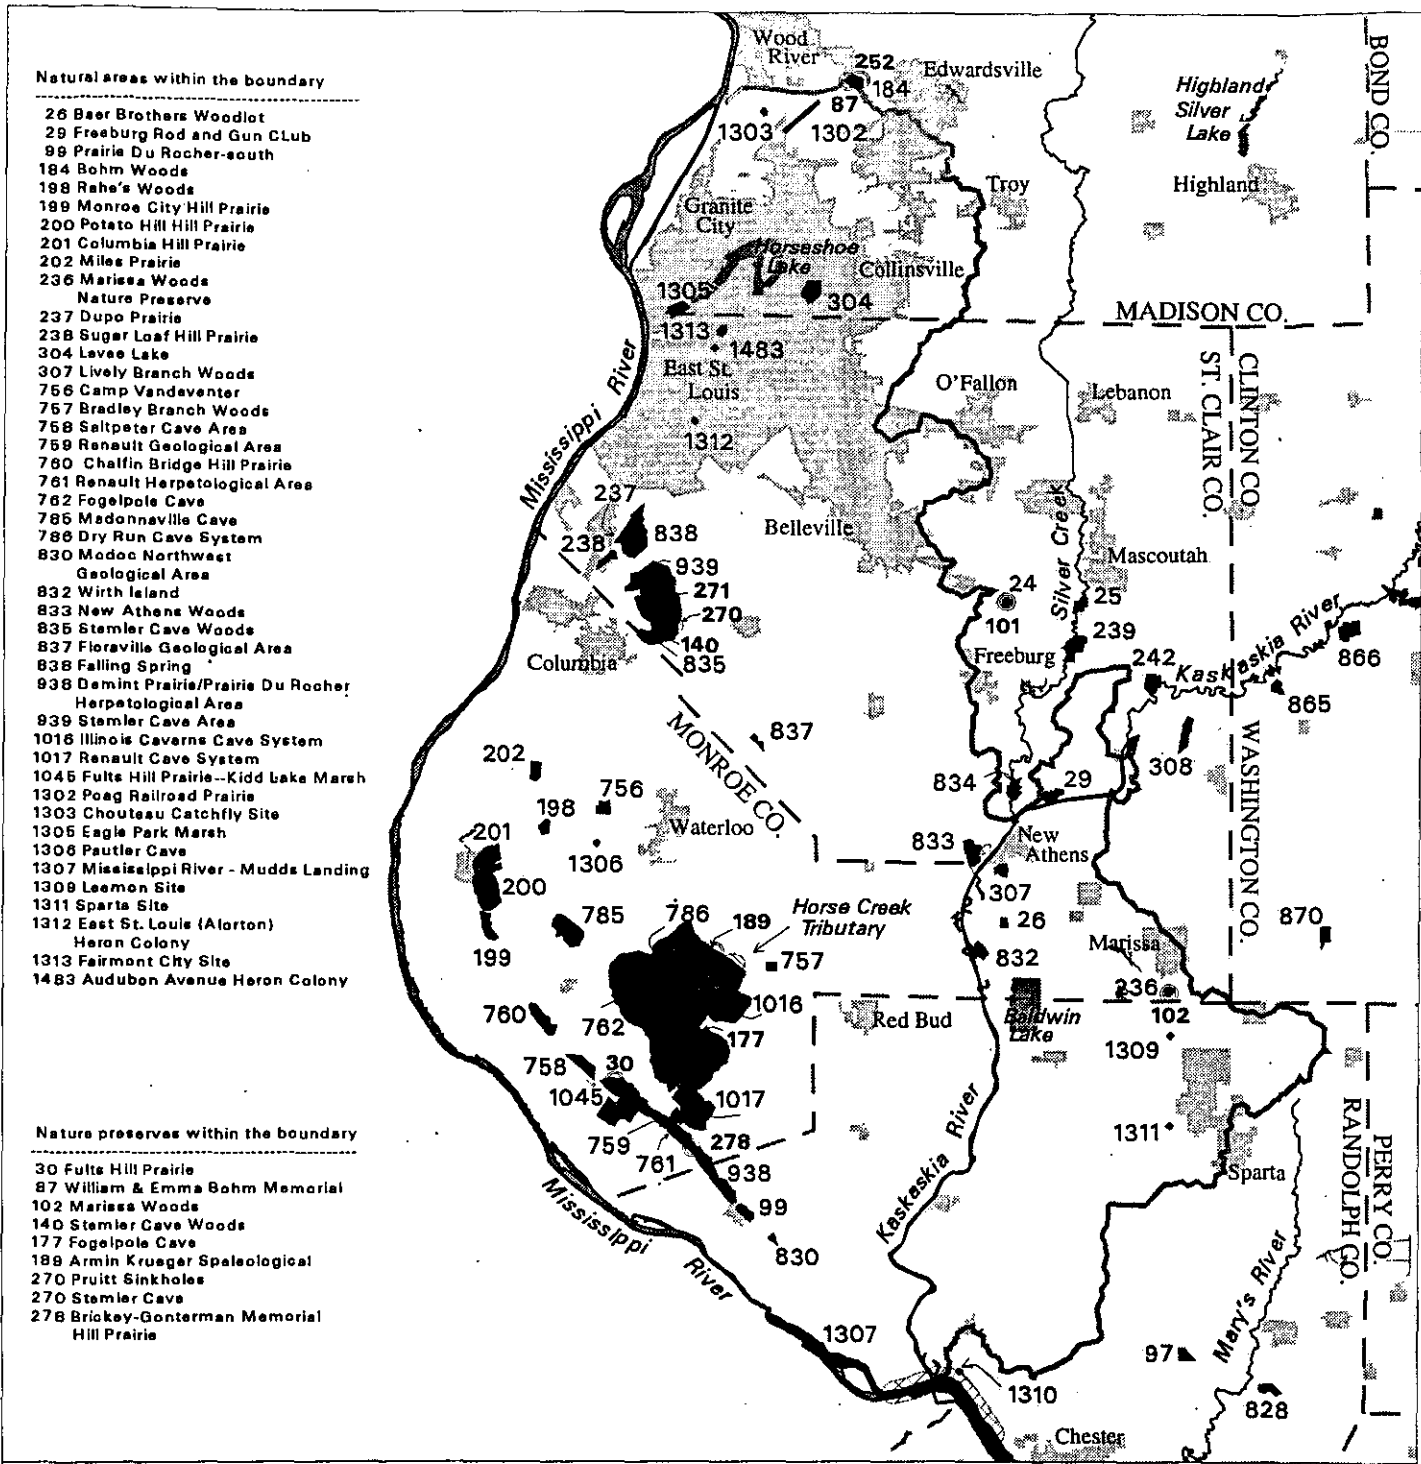 Natural areas within the boundary
26 Baer Brothers Woodlot
29 Freeburg Rod and Gun CLub
99 Prairie Du Rocher-south
184 Bohm Woods
198 Rahe's Woods
199 Monroe City Hill Prairie
200 Potato Hill Hill Prairie
201 Columbia Hill Prairie
202 Miles Prairie
236 Marissa Woods
Nature Preserve
237 Dupo Prairie
238 Sugar Loaf Hill Prairie
304 Levee Lake
307 Lively Branch Woods
756 Camp Vandeventer
757 Bradley Branch Woods
758 Saltpeter Cave Area
759 Renault Geological Area
760 Chalfin Bridge Hill Prairie
761 Renault Herpetological Area
762 Fogelpole Cave
785 Madonnaville Cave
786 Dry Run Cave System
830 Modoc Northwest
Geological Area
832 Wirth Island
833 New Athens Woods
835 Stemler Cave Woods
837 Floraville Geological Area
838 Falling Spring
938 Demint Prairie/Prairie Du Rocher
Herpetological Area
939 Stemler Cave Area
1016 Illinois Caverns Cave System
1017 Renault Cave System
1045 Fults Hill Prairie--Kidd Lake Marsh
1302 Poag Railroad Prairie
1303 Chouteau Catchfly Site
1305 Eagle Park Marsh
1306 Pautler Cave
1307 Mississippi River - Mudds Landing
1309 Leemon Site
1311 Sparta Site
1312 East St. Louis (Alorton)
Heron Colony
1313 Fairmont City Site
1483 Audubon Avenue Heron Colony
Nature preserves within the boundary
30 Fults Hill Prairie
87 William & Emma Bohm Memorial
102 Marissa Woods
140 Stemler Cave Woods
177 Fogelpole Cave
189 Armin Krueger Speleological
270 Pruitt Sinkholes
270 Stemler Cave
278 Brickey-Gonterman Memorial
Hill Prairie
Wood
River
252
184
87
Edwardsville
1303
1302
Highland
Silver
Lake
BOND CO.
Troy
Highland
Granite
City
Horseshoe
Lake
Collinsville
1305
304
MADISON CO.
1313
1483
East St.
Louis
1312
Mississippi River
O'Fallon
Lebanon
ST. CLAIR CO.
CLINTON CO.
237
838
238
Belleville
Silver Creek
Mascoutah
939
271
270
140
835
Columbia
24
101
25
239
Freeburg
242
Kaskaskia River
866
865
MONROE CO.
837
308
WASHINGTON CO.
202
756
198
Waterloo
1306
834
29
New
Athens
833
307
201
200
199
785
786
189
Horse Creek
Tributary
757
26
832
Marissa
870
236
102
760
762
1016
177
Red Bud
Baldwin
Lake
1309
758
30
1045
1017
759
761
278
938
99
830
Kaskaskia River
1311
Sparta
RANDOLPH CO.
PERRY CO.
Mississippi
River
1307
1310
Chester
97
Mary's River
828